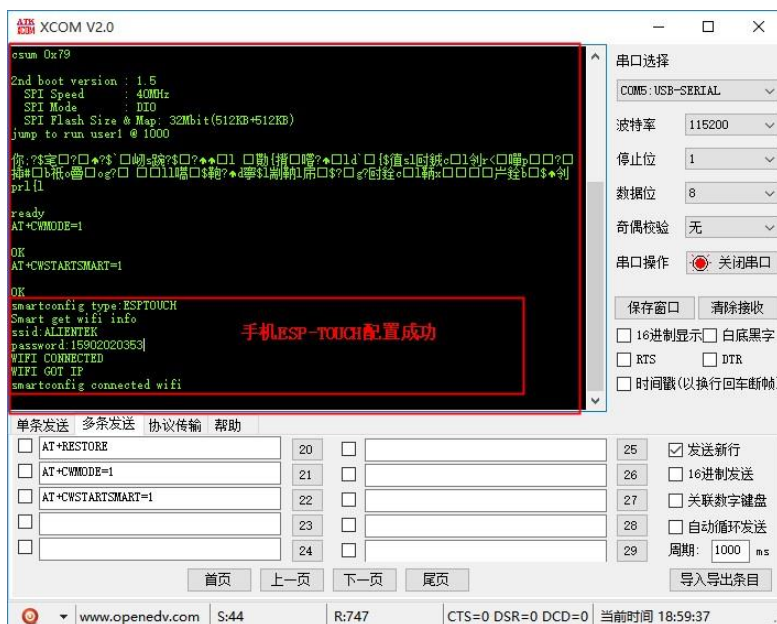 ATK XCOM XCOM V2.0
csum 0x79
2nd boot version : 1.5
SPI Speed : 40MHz
SPI Mode : DIO
SPI Flash Size & Map: 32Mbit(512KB+512KB)
jump to run user1 @ 1000
prl{l
ready
AT+CWMODE=1
OK
AT+CWSTARTSMART=1
OK
smartconfig type:ESPTOUCH
Smart get wifi info
ssid:ALIENTEK
password:15902020353
WIFI CONNECTED
WIFI GOT IP
smartconfig connected wifi
手机ESP-TOUCH配置成功
串口选择
COM5:USB-SERIAL
波特率 115200
停止位 1
数据位 8
奇偶校验 无
串口操作 关闭串口
保存窗口 清除接收
16进制显示 白底黑字
RTS DTR
时间戳(以换行回车断帧)
单条发送 多条发送 协议传输 帮助
AT+RESTORE 20 25 发送新行
AT+CWMODE=1 21 26 16进制发送
AT+CWSTARTSMART=1 22 27 关联数字键盘
23 28 自动循环发送
24 29 周期: 1000 ms
首页 上一页 下一页 尾页 导入导出条目
www.openedv.com S:44 R:747 CTS=0 DSR=0 DCD=0 当前时间 18:59:37